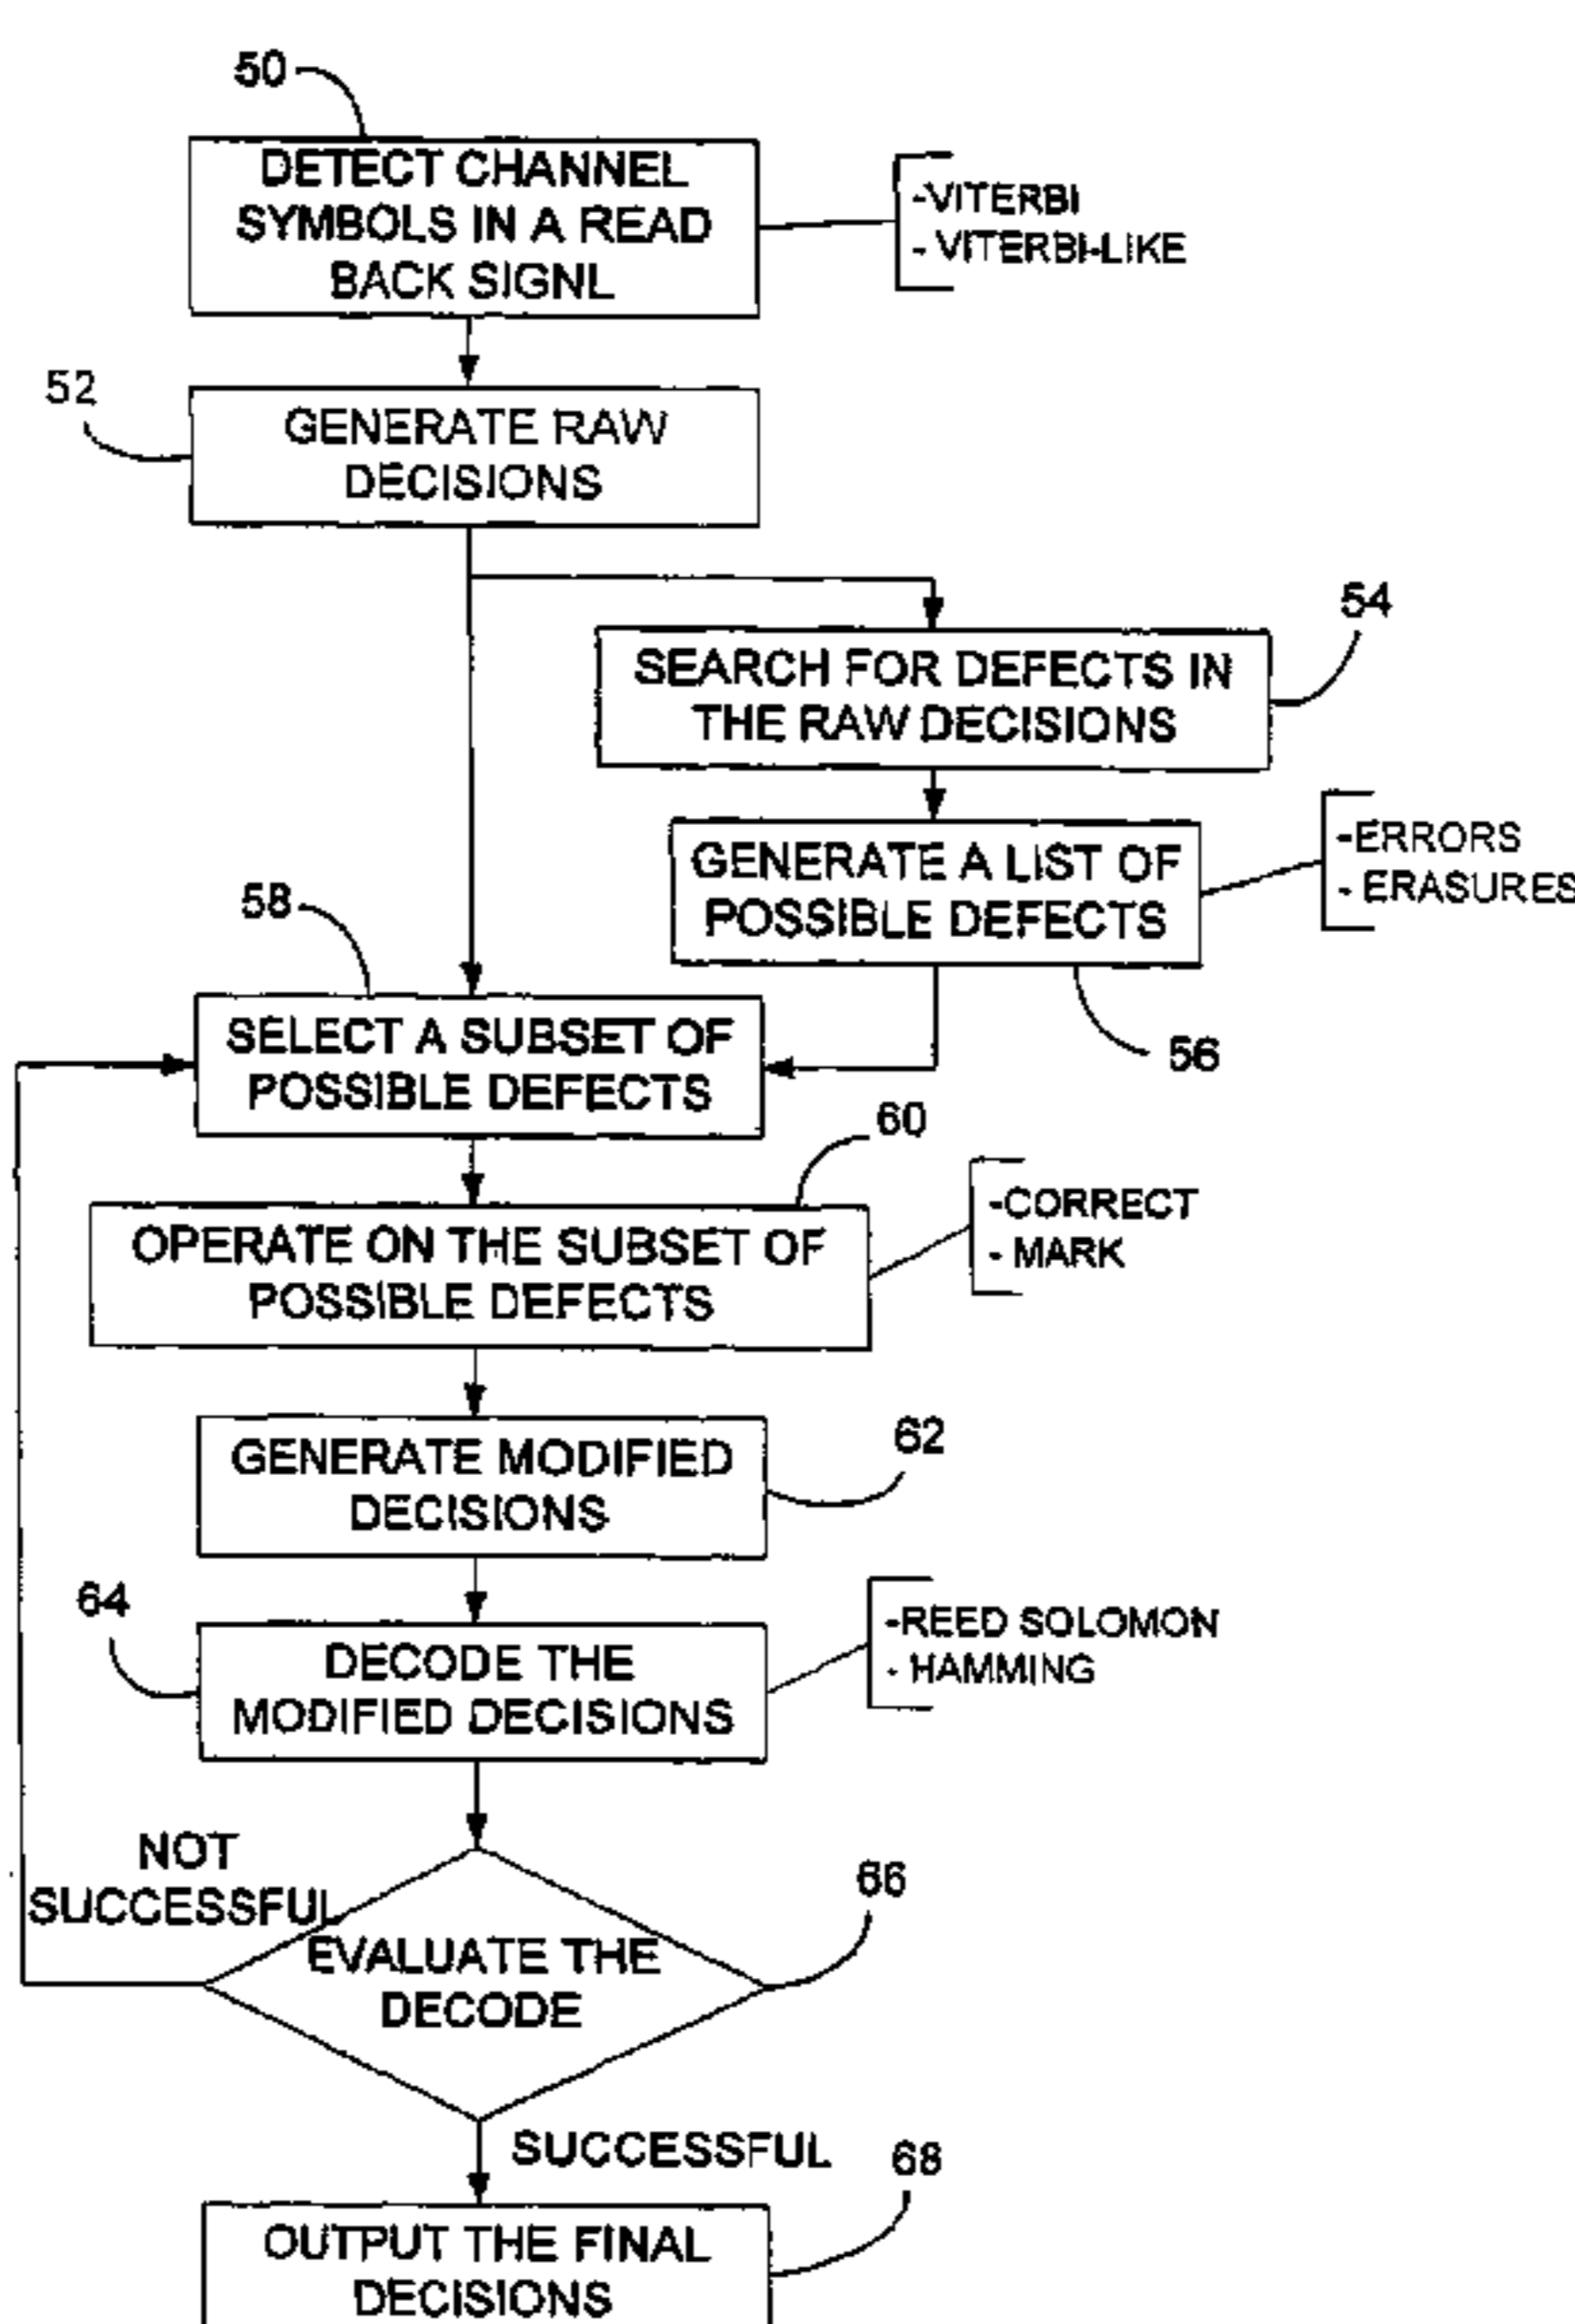 50
DETECT CHANNEL
SYMBOLS IN A READ
BACK SIGNL
-VITERBI
- VITERBI-LIKE
52
GENERATE RAW
DECISIONS
54
SEARCH FOR DEFECTS IN
THE RAW DECISIONS
GENERATE A LIST OF
POSSIBLE DEFECTS
-ERRORS
- ERASURES
56
58
SELECT A SUBSET OF
POSSIBLE DEFECTS
60
OPERATE ON THE SUBSET OF
POSSIBLE DEFECTS
-CORRECT
- MARK
62
GENERATE MODIFIED
DECISIONS
64
DECODE THE
MODIFIED DECISIONS
-REED SOLOMON
- HAMMING
NOT
SUCCESSFUL
66
EVALUATE THE
DECODE
SUCCESSFUL
68
OUTPUT THE FINAL
DECISIONS